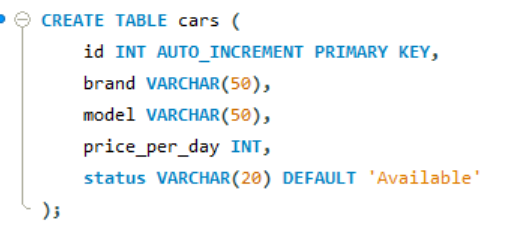 CREATE TABLE cars (
id INT AUTO_INCREMENT PRIMARY KEY,
brand VARCHAR(50),
model VARCHAR(50),
price_per_day INT,
status VARCHAR(20) DEFAULT 'Available'
);